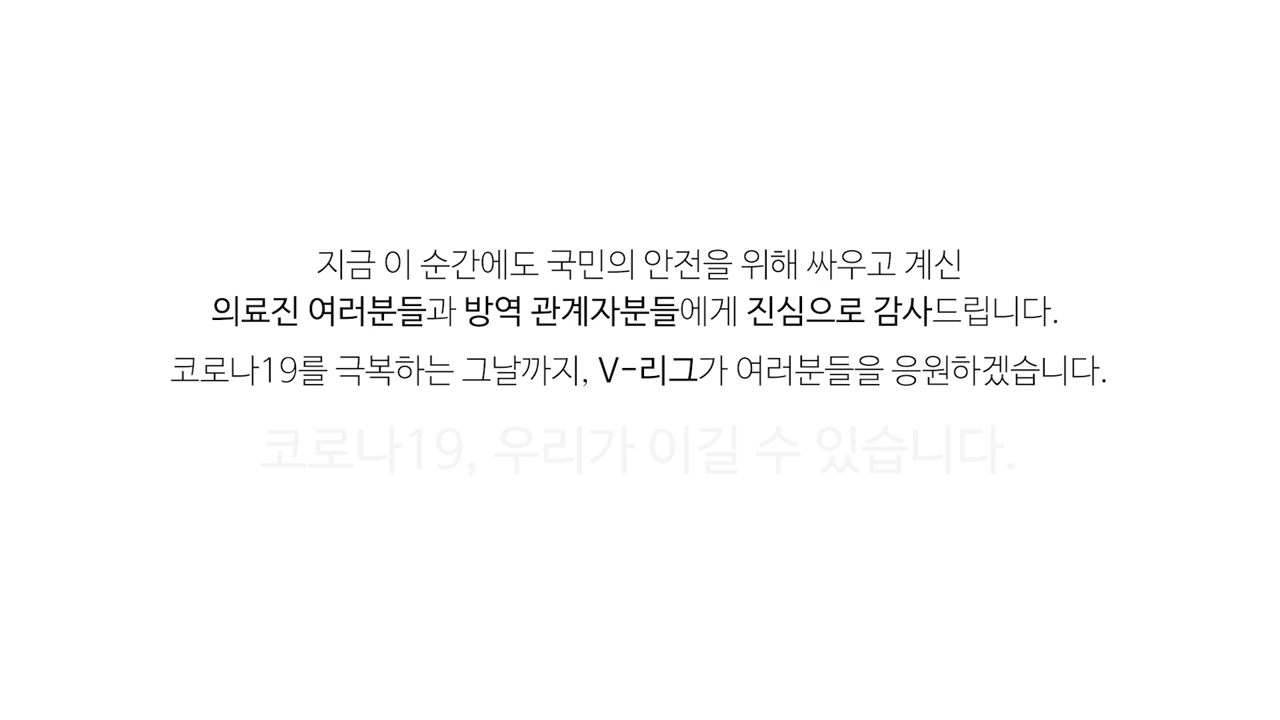 지금 이 순간에도 국민의 안전을 위해 싸우고 계신
의료진 여러분들과 방역 관계자분들에게 진심으로 감사드립니다.
코로나19를 극복하는 그날까지, V-리그가 여러분들을 응원하겠습니다.
코로나19, 우리가 이길 수 있습니다.